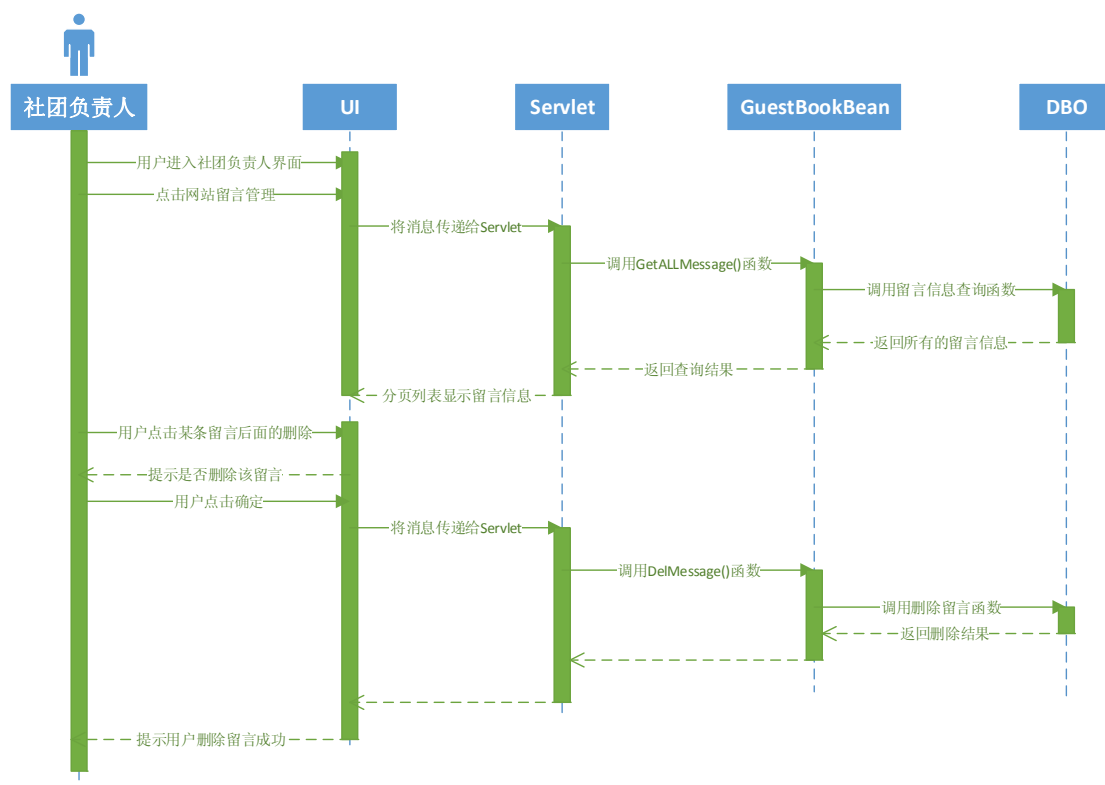 社团负责人
UI
Servlet
GuestBookBean
DBO
用户进入社团负责人界面
点击网站留言管理
将消息传递给Servlet
调用GetALLMessage()函数
调用留言信息查询函数
返回所有的留言信息
返回查询结果
分页列表显示留言信息
用户点击某条留言后面的删除
提示是否删除该留言
用户点击确定
将消息传递给Servlet
调用DelMessage()函数
调用删除留言函数
返回删除结果
提示用户删除留言成功